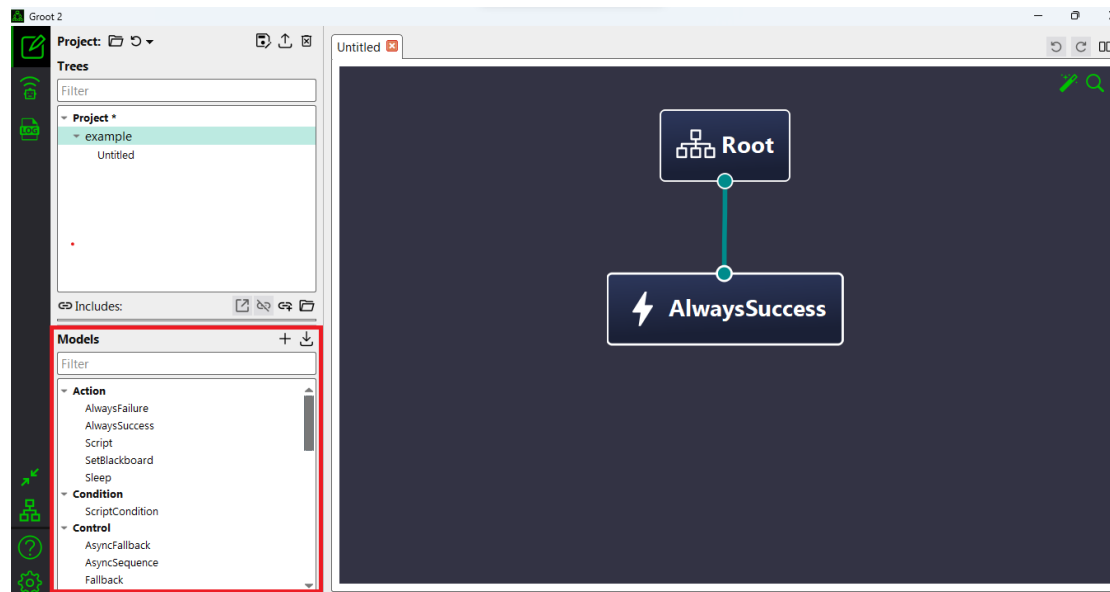 Groot 2
Project:
Trees
Filter
Project *
example
Untitled
Includes:
Models
Filter
Action
AlwaysFailure
AlwaysSuccess
Script
SetBlackboard
Sleep
Condition
ScriptCondition
Control
AsyncFallback
AsyncSequence
Fallback
LOG
Untitled
Root
AlwaysSuccess